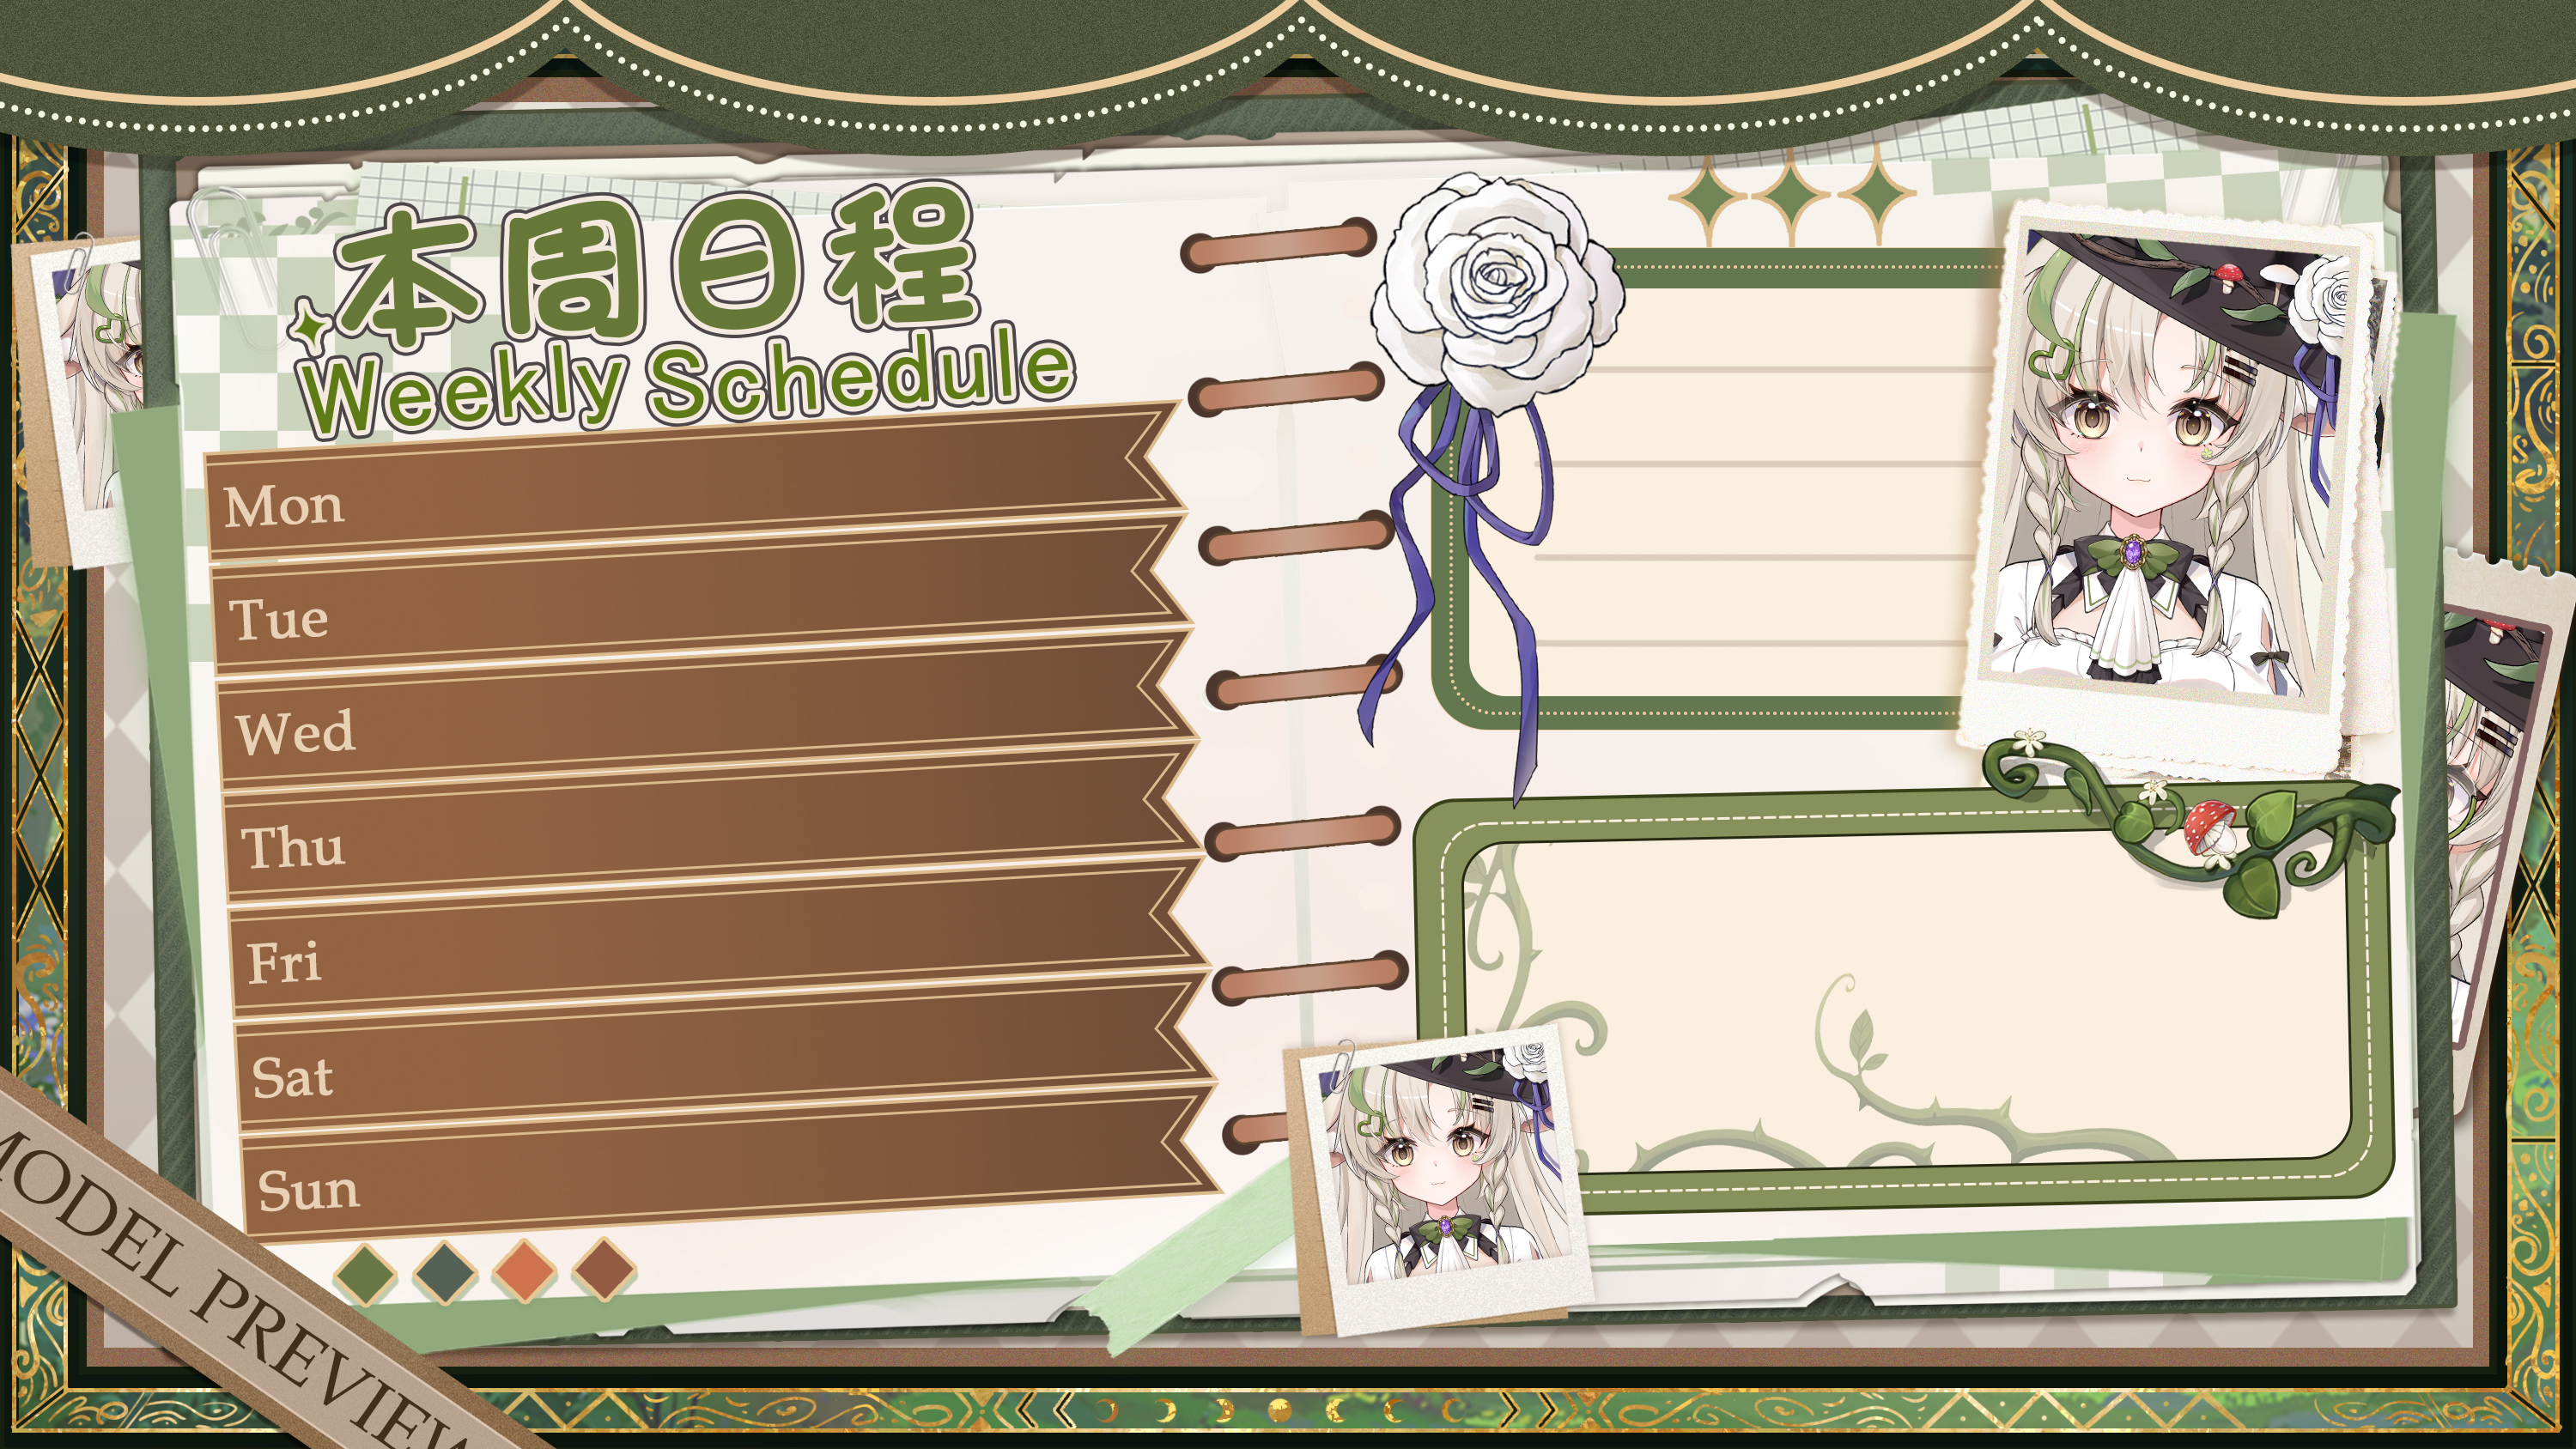 本周日程
Weekly Schedule
Mon
Tue
Wed
Thu
Fri
Sat
Sun
MODEL PREVIEW